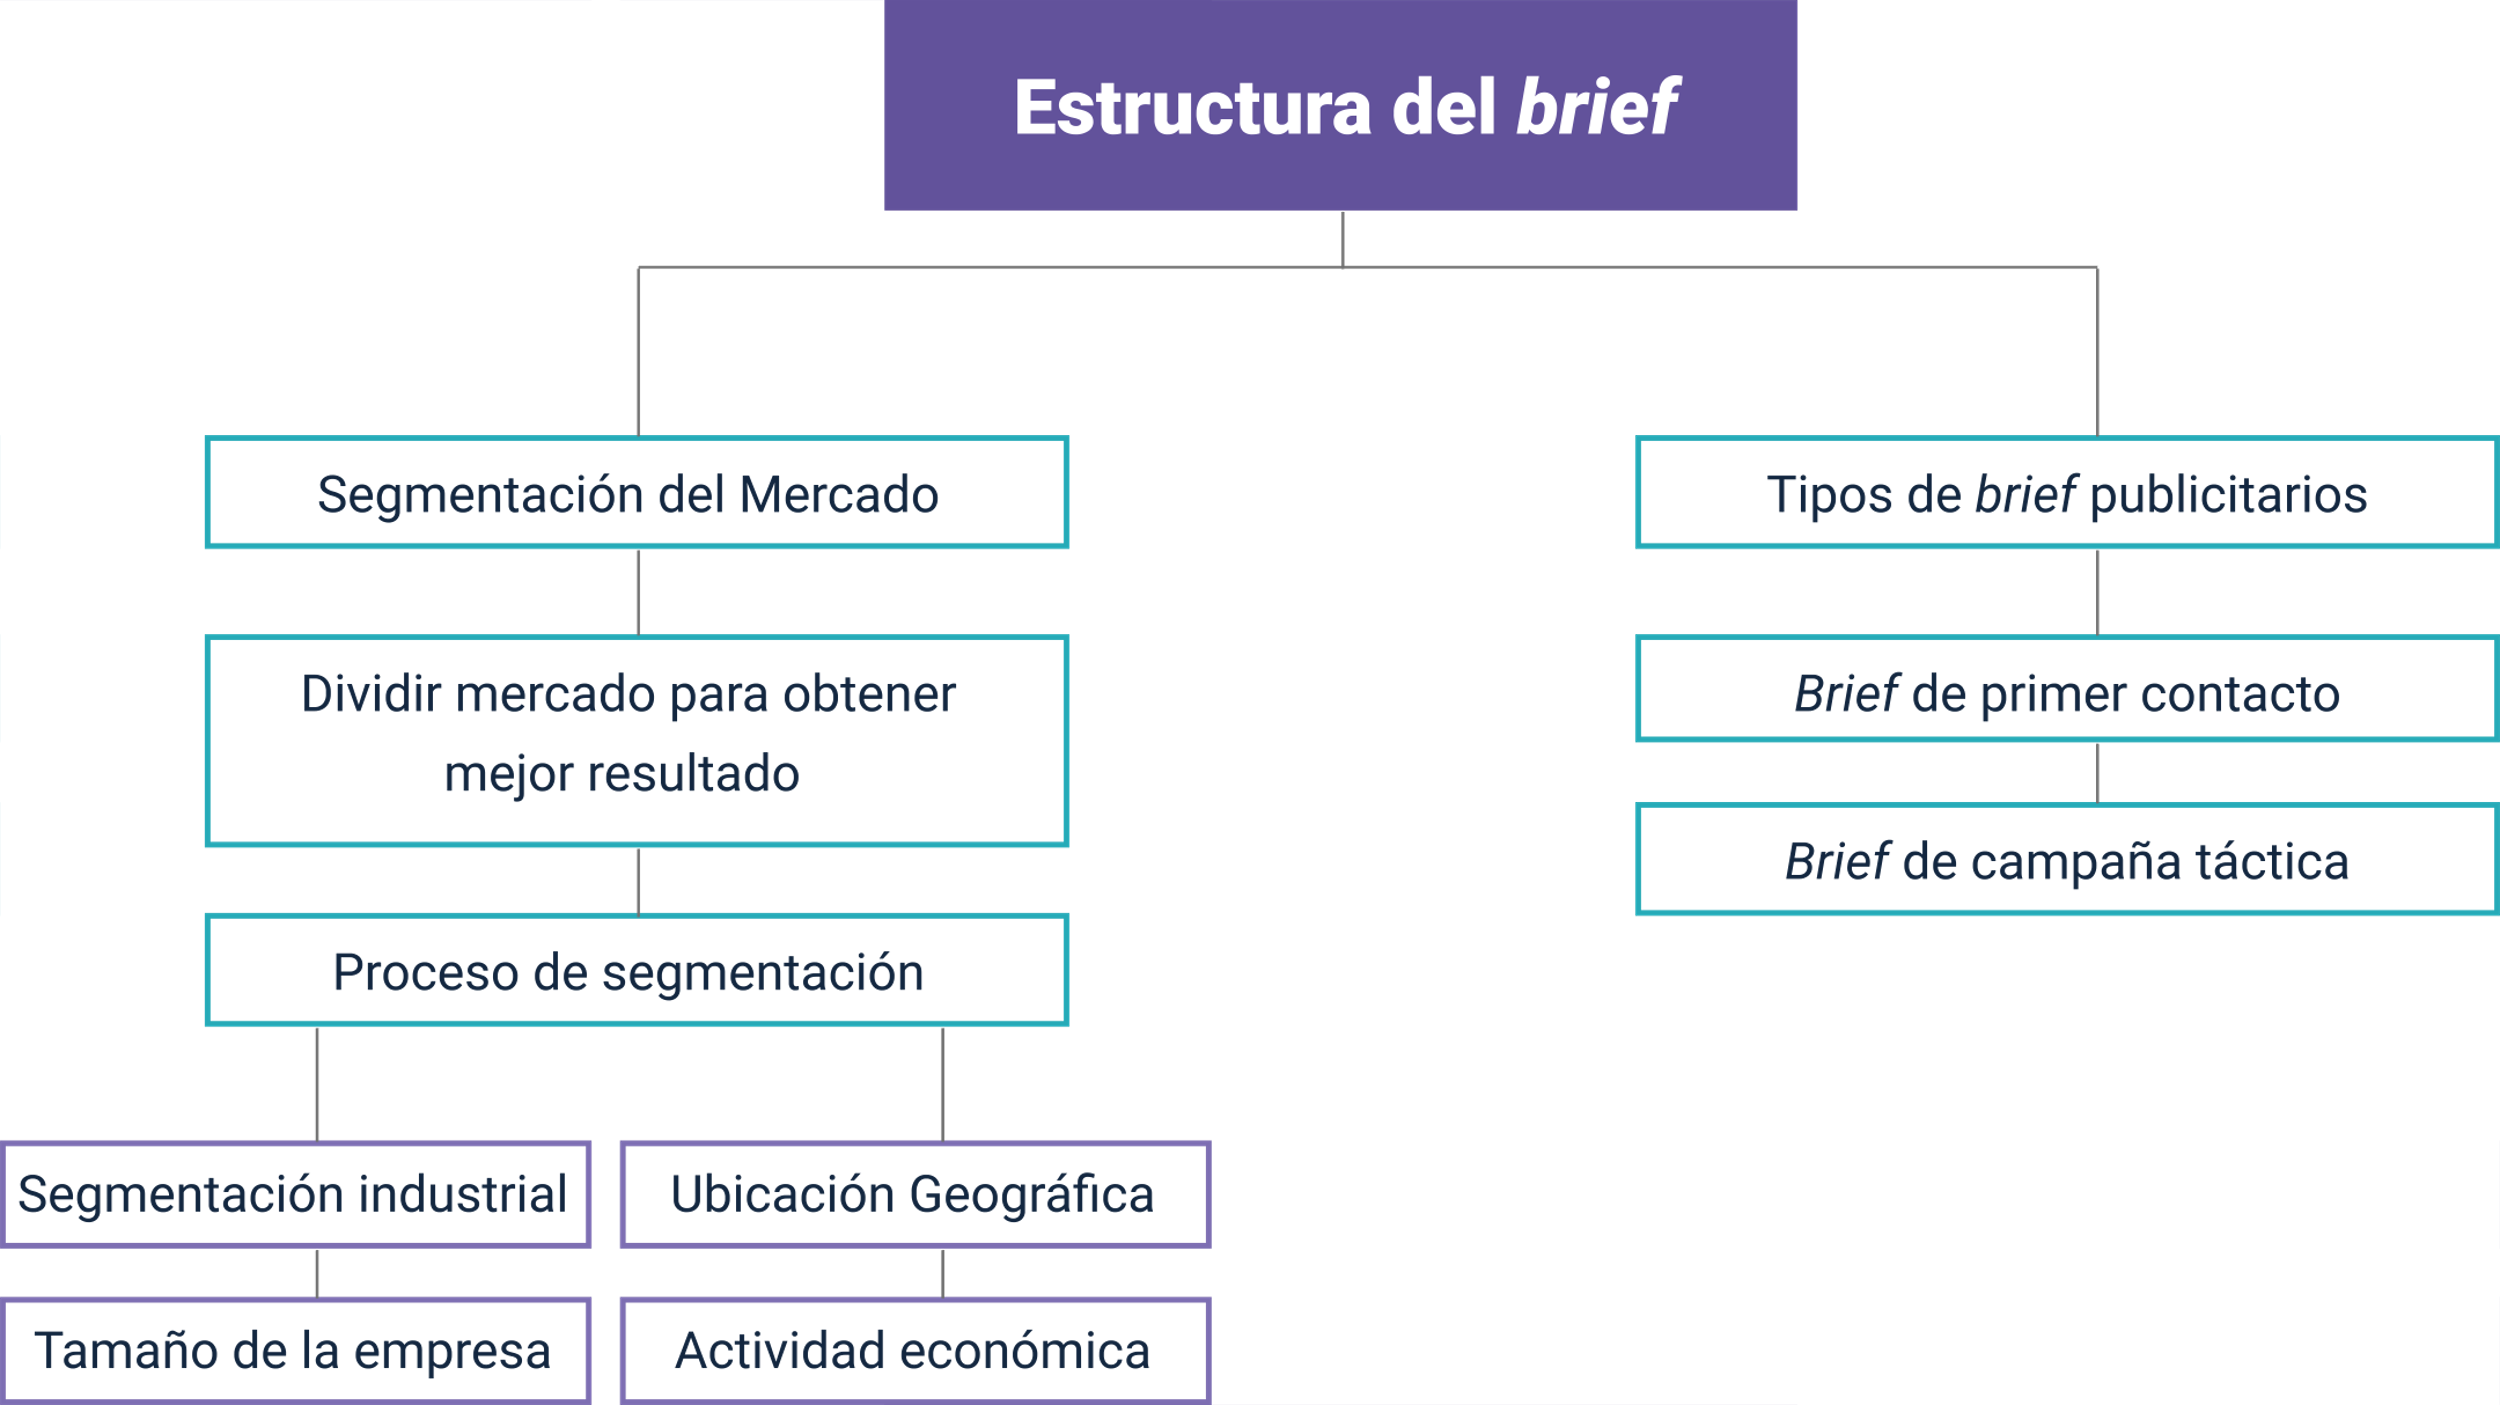 Estructura del brief
Segmentación del Mercado
Dividir mercado para obtener
mejor resultado
Proceso de segmentación
Segmentación industrial
Tamaño de la empresa
Ubicación Geográfica
Actividad económica
Tipos de brief publicitarios
Brief de primer contacto
Brief de campaña táctica